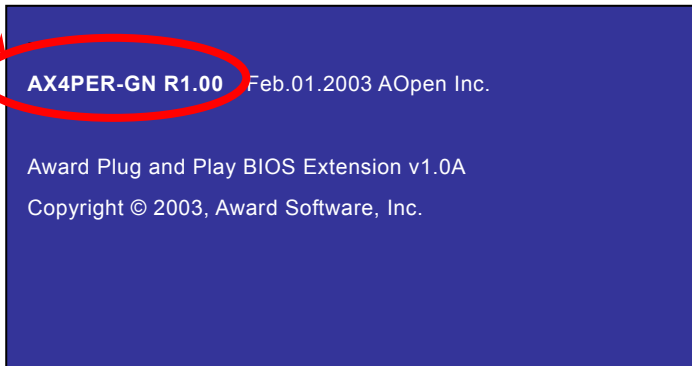 AX4PER-GN R1.00 Feb.01.2003 AOpen Inc.
Award Plug and Play BIOS Extension v1.0A
Copyright © 2003, Award Software, Inc.